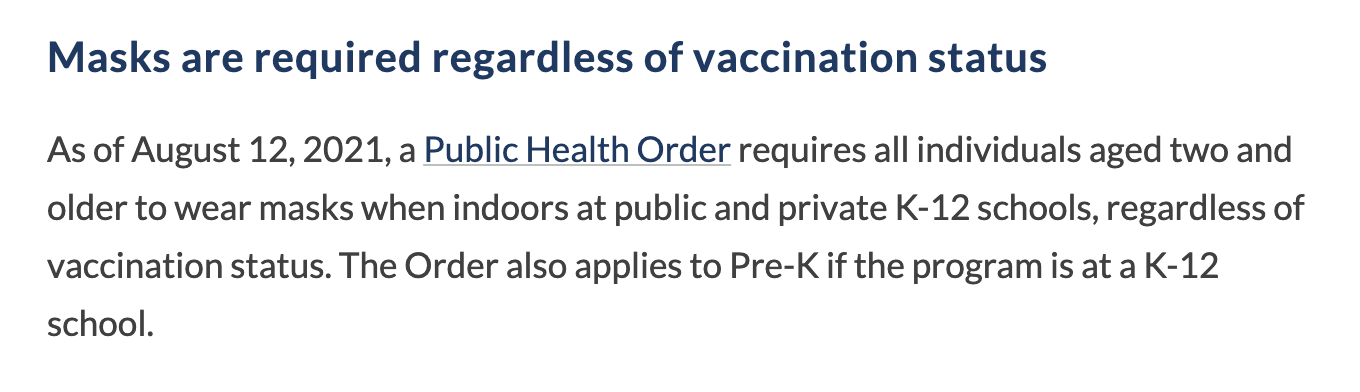 Masks are required regardless of vaccination status
As of August 12, 2021, a Public Health Order requires all individuals aged two and
older to wear masks when indoors at public and private K-12 schools, regardless of
vaccination status. The Order also applies to Pre-K if the program is at a K-12
school.